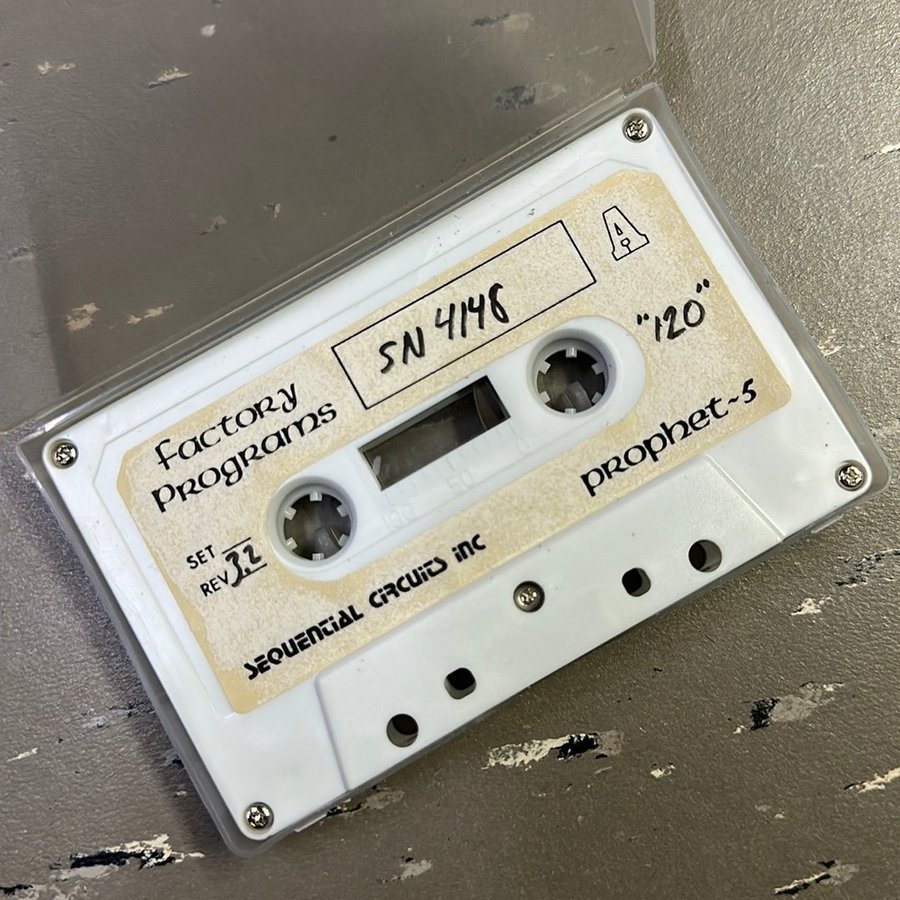 A
SN 4148
"120"
Factory
Programs
prophet~5
SET
REV 3.2
SEQUENTIAL CIRCUITS INC